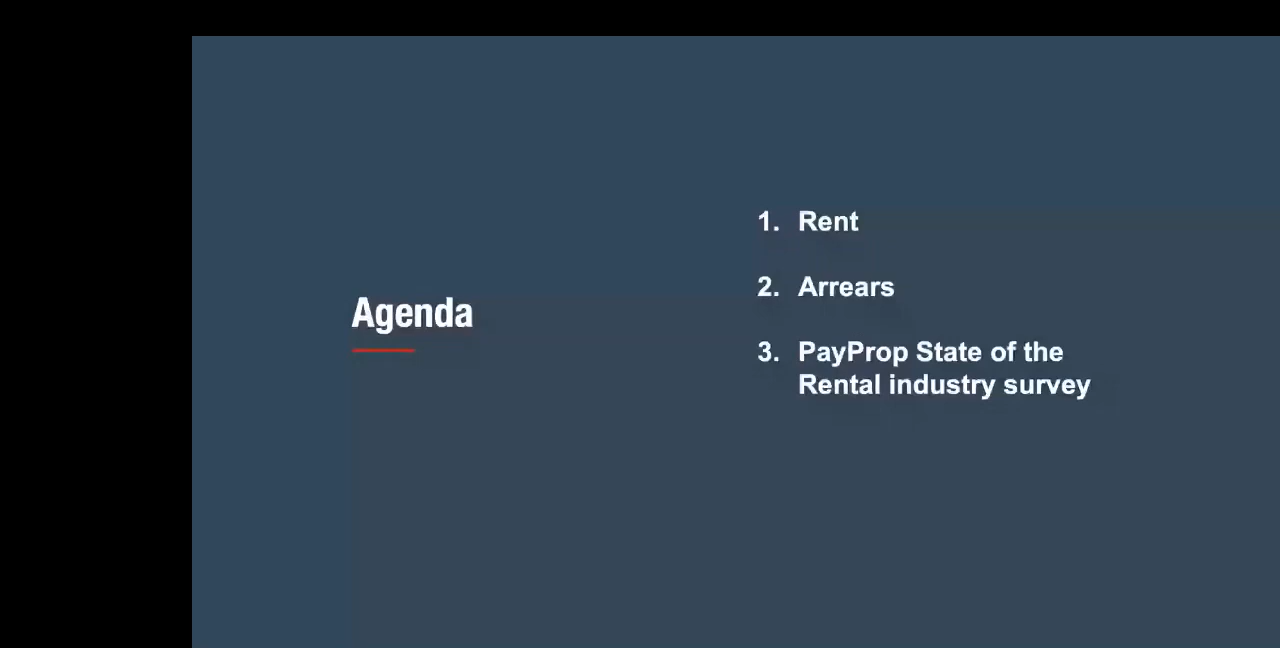 Agenda
1. Rent
2. Arrears
3. PayProp State of the
Rental industry survey